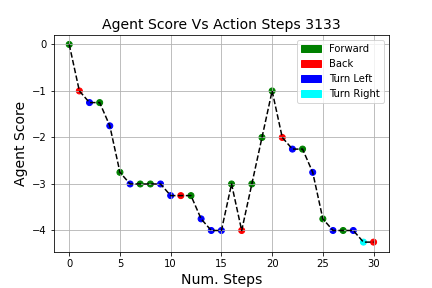 Agent Score Vs Action Steps 3133
Forward
Back
Turn Left
Turn Right
Agent Score
0
−1
−2
−3
−4
0 5 10 15 20 25 30
Num. Steps